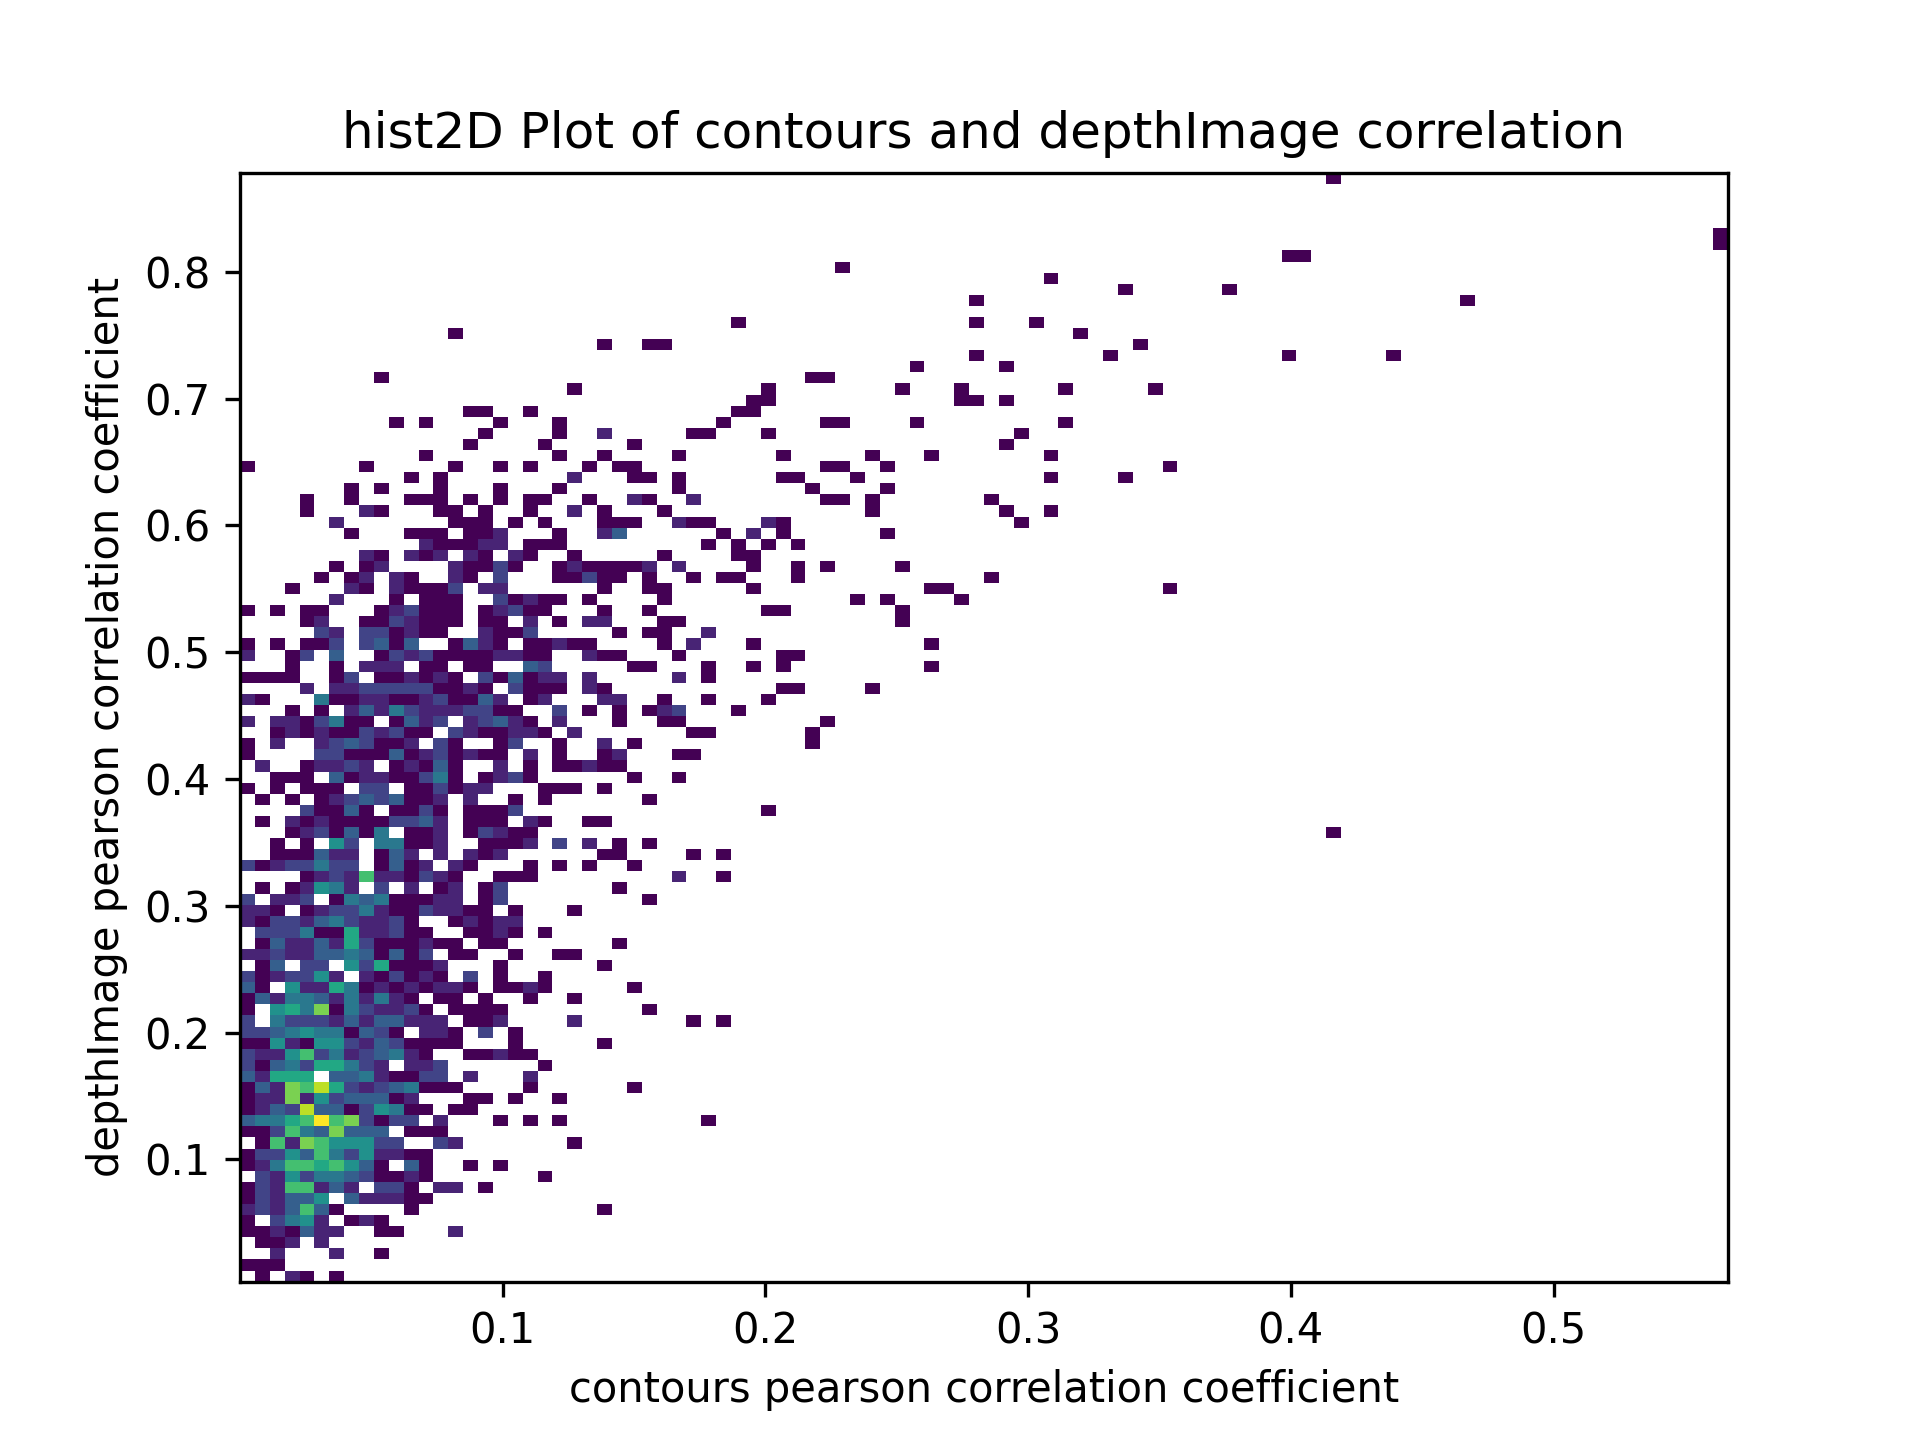 hist2D Plot of contours and depthImage correlation
depthImage pearson correlation coefficient
0.8
0.7
0.6
0.5
0.4
0.3
0.2
0.1
0.1 0.2 0.3 0.4 0.5
contours pearson correlation coefficient